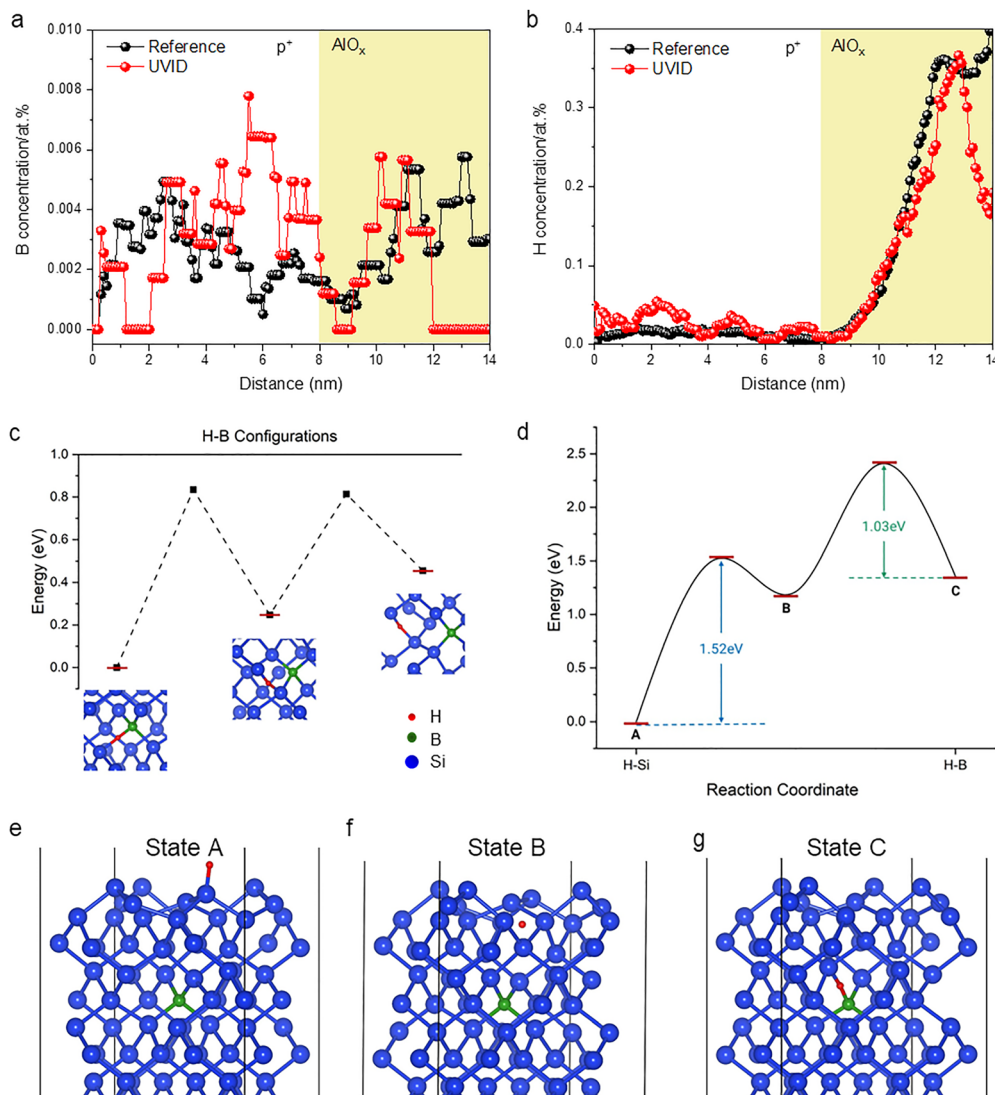 a
0.010
0.008
0.006
0.004
0.002
0.000
B concentration/at.%
Reference
UVID
p⁺
AlOₓ
0 2 4 6 8 10 12 14
Distance (nm)
b
0.4
0.3
0.2
0.1
0.0
H concentration/at.%
Reference
UVID
p⁺
AlOₓ
0 2 4 6 8 10 12 14
Distance (nm)
c
H-B Configurations
1.0
0.8
0.6
0.4
0.2
0.0
Energy (eV)
H
B
Si
d
2.5
2.0
1.5
1.0
0.5
0.0
Energy (eV)
1.52eV
1.03eV
A
B
C
H-Si
H-B
Reaction Coordinate
e
State A
f
State B
g
State C